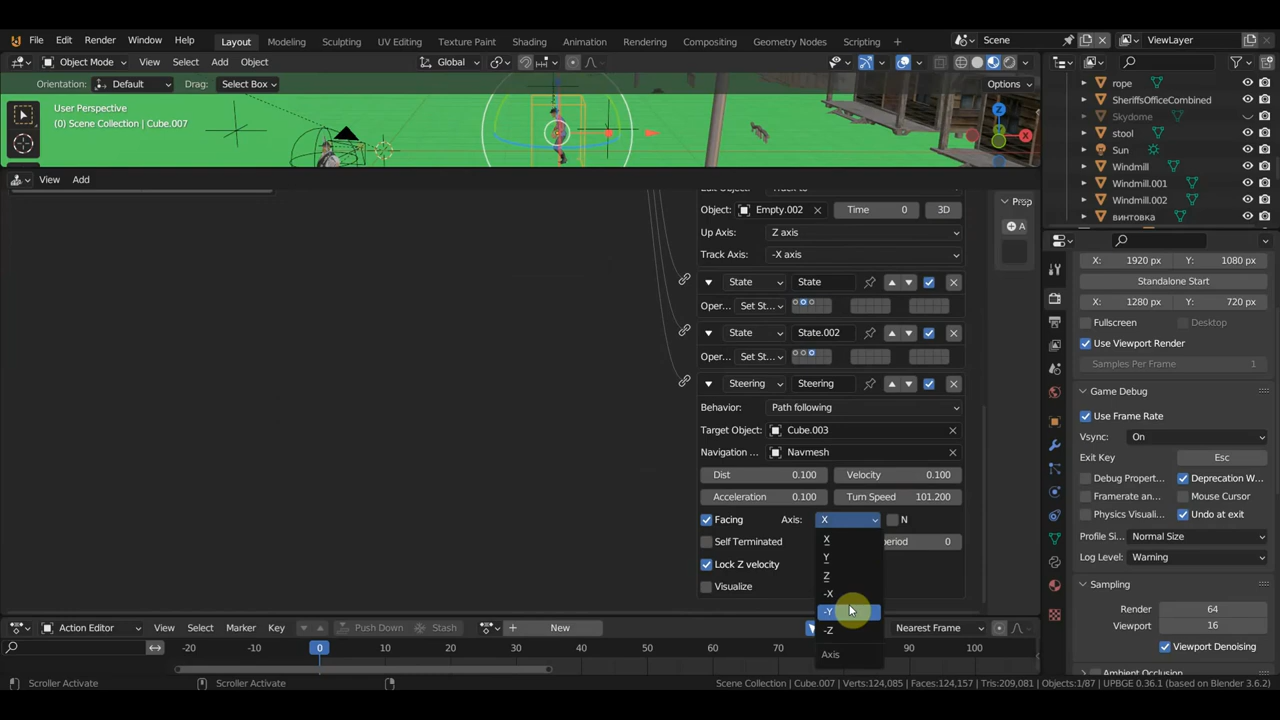 File Edit Render Window Help Layout Modeling Sculpting UV Editing Texture Paint Shading Animation Rendering Compositing Geometry Nodes Scripting + Scene ViewLayer
Object Mode View Select Add Object Global
Orientation: Default Drag: Select Box Options
User Perspective
(0) Scene Collection | Cube.007
Z
X
rope
SheriffsOfficeCombined
Skydome
stool
Sun
Windmill
Windmill.001
Windmill.002
винтовка
View Add
Object: Empty.002 Time 0 3D
Up Axis: Z axis
Track Axis: -X axis
State State
Oper... Set St...
State State.002
Oper... Set St...
Steering Steering
Behavior: Path following
Target Object: Cube.003
Navigation ... Navmesh
Dist 0.100 Velocity 0.100
Acceleration 0.100 Turn Speed 101.200
Facing Axis: X N
Self Terminated period 0
Lock Z velocity
Visualize
X
Y
Z
-X
-Y
-Z
Axis
Prop
A
X: 1920 px Y: 1080 px
Standalone Start
X: 1280 px Y: 720 px
Fullscreen Desktop
Use Viewport Render
Samples Per Frame 1
Game Debug
Use Frame Rate
Vsync: On
Exit Key Esc
Debug Propert... Deprecation W...
Framerate an... Mouse Cursor
Physics Visuali... Undo at exit
Profile Si... Normal Size
Log Level: Warning
Sampling
Render 64
Viewport 16
Viewport Denoising
Ambient Occlusion
Action Editor View Select Marker Key Push Down Stash New Nearest Frame
-20 -10 0 10 20 30 40 50 60 70 80 90 100
Scroller Activate Scroller Activate Scene Collection | Cube.007 | Verts:124,085 | Faces:124,157 | Tris:209,081 | Objects:1/87 | UPBGE 0.36.1 (based on Blender 3.6.2)